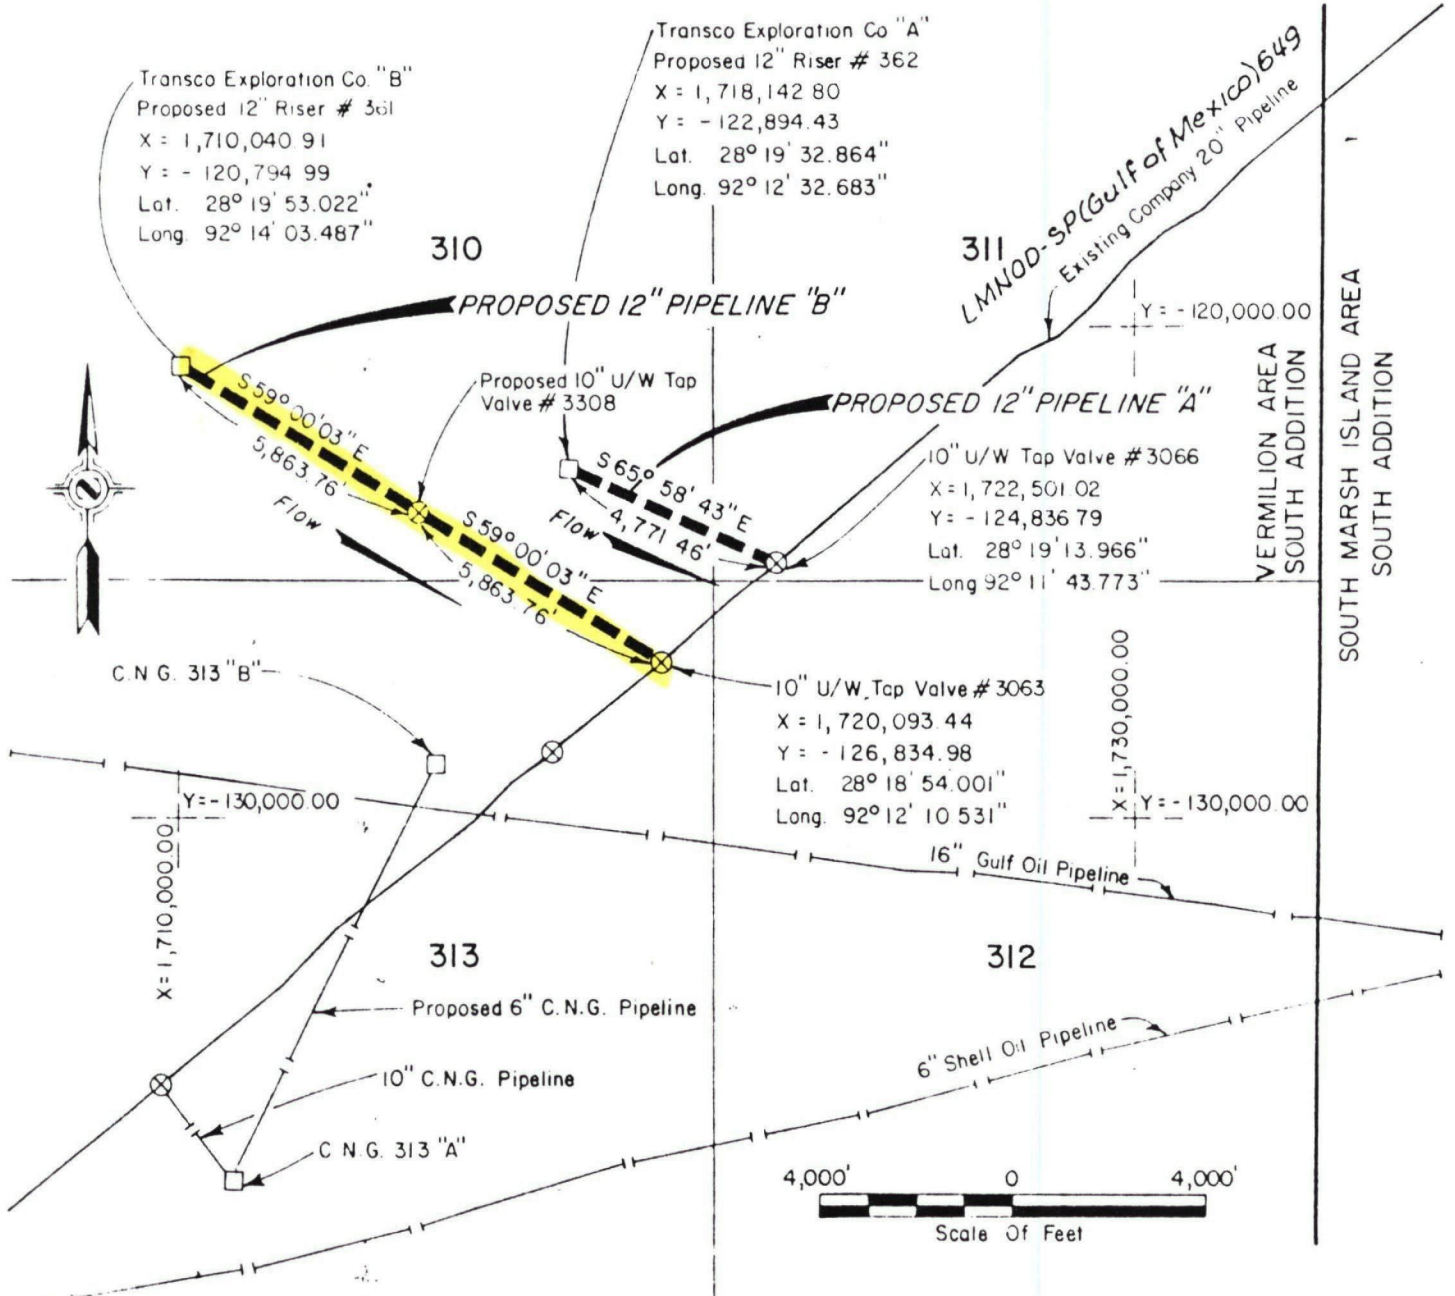 Transco Exploration Co. "B"
Proposed 12" Riser # 361
X = 1,710,040 91
Y = - 120,794 99
Lat. 28° 19' 53.022"
Long. 92° 14' 03.487"
Transco Exploration Co "A"
Proposed 12" Riser # 362
X = 1,718,142 80
Y = -122,894.43
Lat. 28° 19' 32.864"
Long. 92° 12' 32.683"
310
311
LMNOD-SP(Gulf of Mexico)649
Existing Company 20" Pipeline
Y = -120,000.00
VERMILION AREA
SOUTH ADDITION
SOUTH MARSH ISLAND AREA
SOUTH ADDITION
PROPOSED 12" PIPELINE "B"
Proposed 10" U/W Tap
Valve # 3308
PROPOSED 12" PIPELINE "A"
S 59° 00' 03" E
5,863.76'
Flow
S 59° 00' 03" E
5,863.76'
S 65° 58' 43" E
4,771 46'
Flow
10" U/W Tap Valve # 3066
X = 1,722,501.02
Y = -124,836 79
Lat. 28° 19' 13.966"
Long 92° 11' 43.773"
C.N G. 313 "B"
10" U/W Tap Valve # 3063
X = 1,720,093.44
Y = -126,834.98
Lat. 28° 18' 54.001"
Long. 92° 12' 10 531"
X = 1,730,000.00
Y = -130,000.00
Y = -130,000.00
X = 1,710,000.00
16" Gulf Oil Pipeline
313
312
Proposed 6" C.N.G. Pipeline
10" C.N.G. Pipeline
C N.G. 313 "A"
6" Shell Oil Pipeline
4,000' 0 4,000'
Scale Of Feet